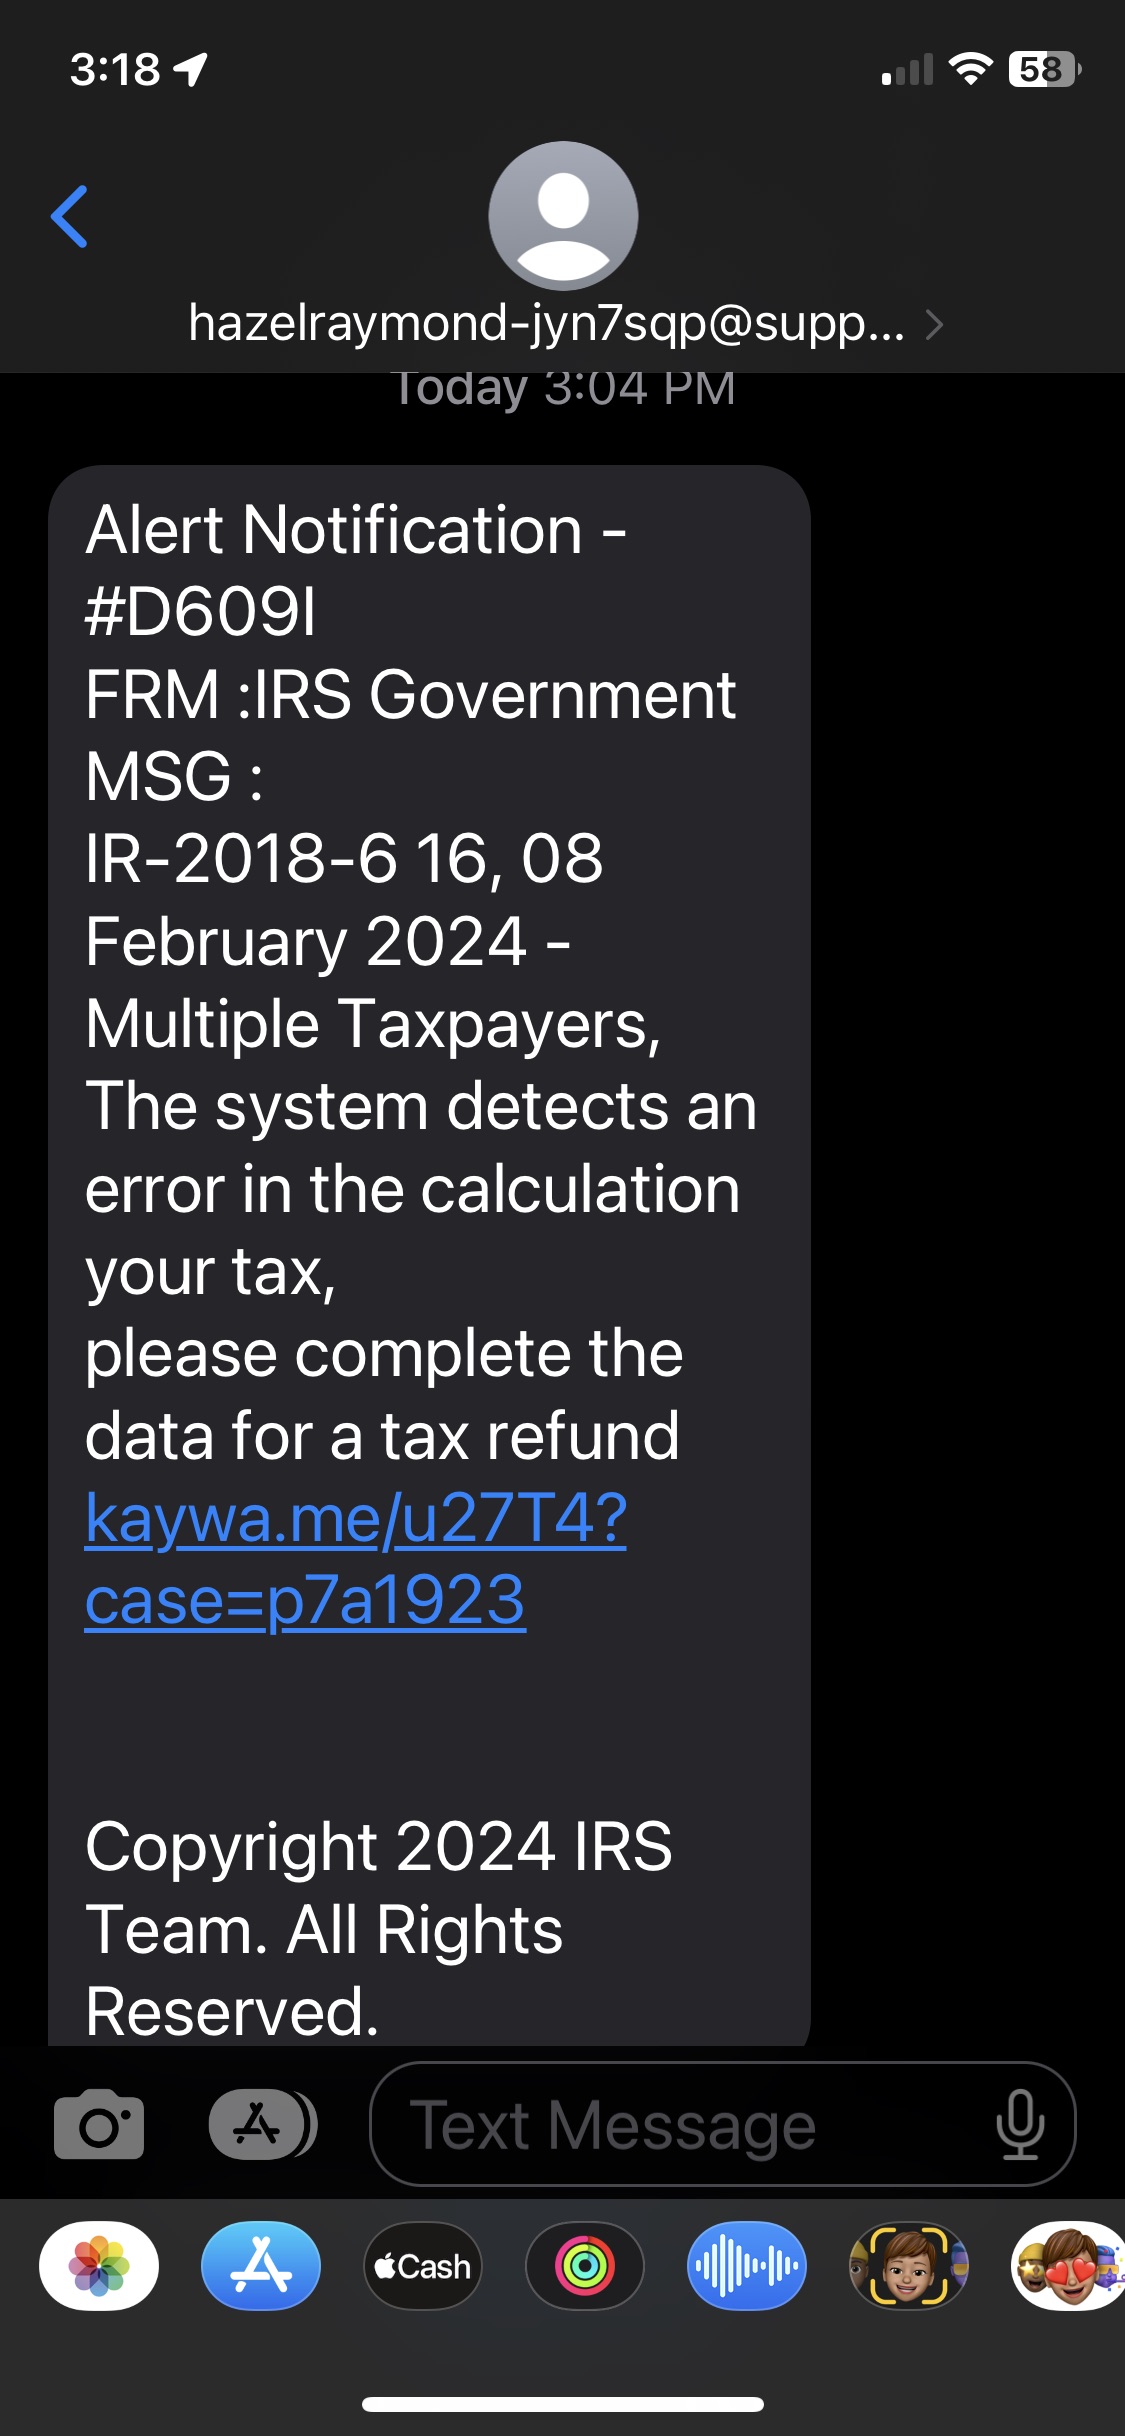 3:18
58
hazelraymond-jyn7sqp@supp...
Today 3:04 PM
Alert Notification -
#D609I
FRM :IRS Government
MSG :
IR-2018-6 16, 08
February 2024 -
Multiple Taxpayers,
The system detects an
error in the calculation
your tax,
please complete the
data for a tax refund
kaywa.me/u27T4?
case=p7a1923
Copyright 2024 IRS
Team. All Rights
Reserved.
Text Message
Cash